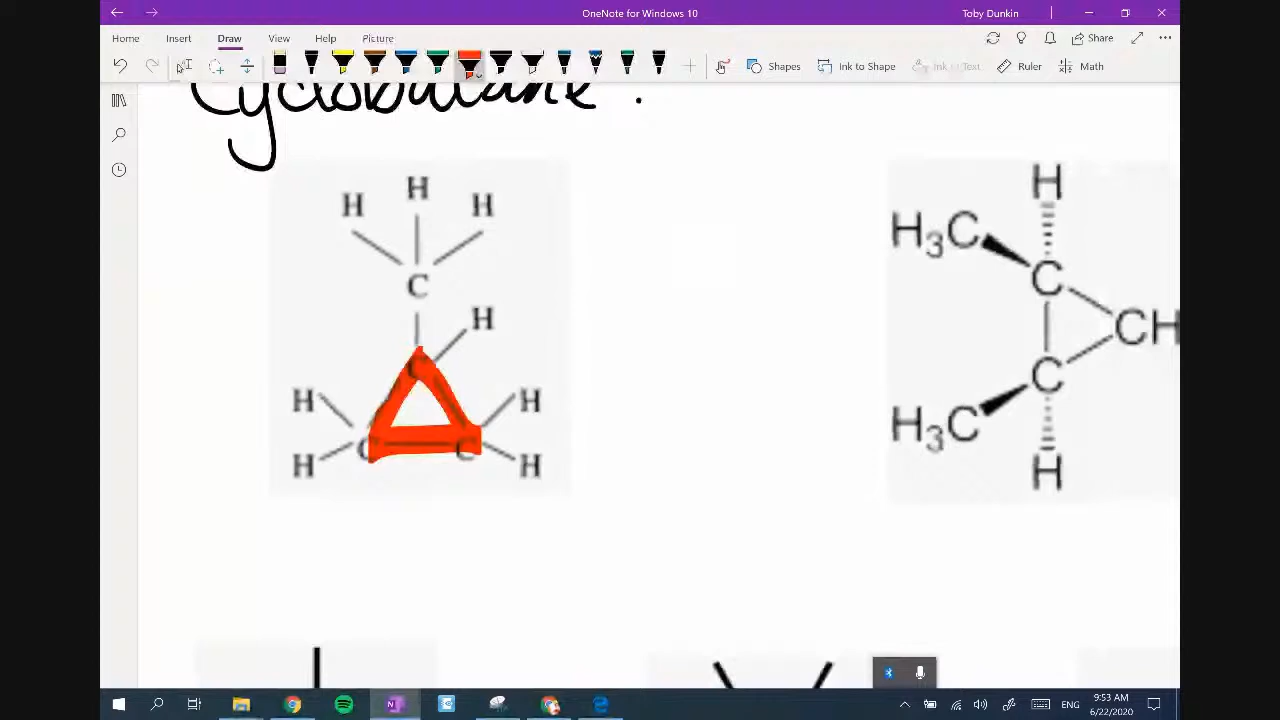 OneNote for Windows 10
Toby Dunkin
Home Insert Draw View Help Picture
Share
Shapes Ink to Shape Ink to Text Ruler Math
Cyclobutane.
H H H
C
H
C
H H
C C
H H
H
H3C
C
CH
C
H3C
H
ENG
9:53 AM
6/22/2020